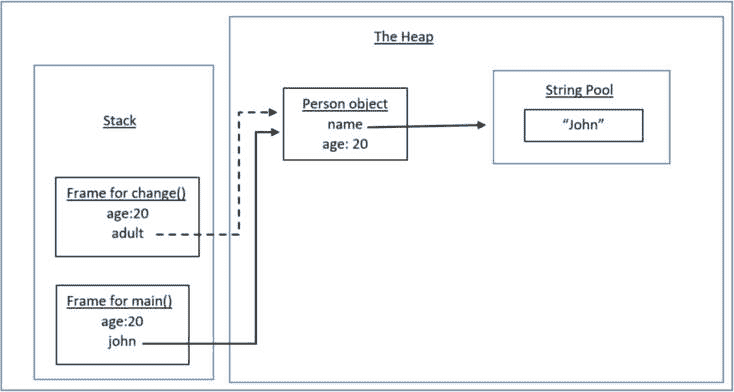 The Heap
Stack
Person object
name
age: 20
String Pool
“John”
Frame for change()
age:20
adult
Frame for main()
age:20
john